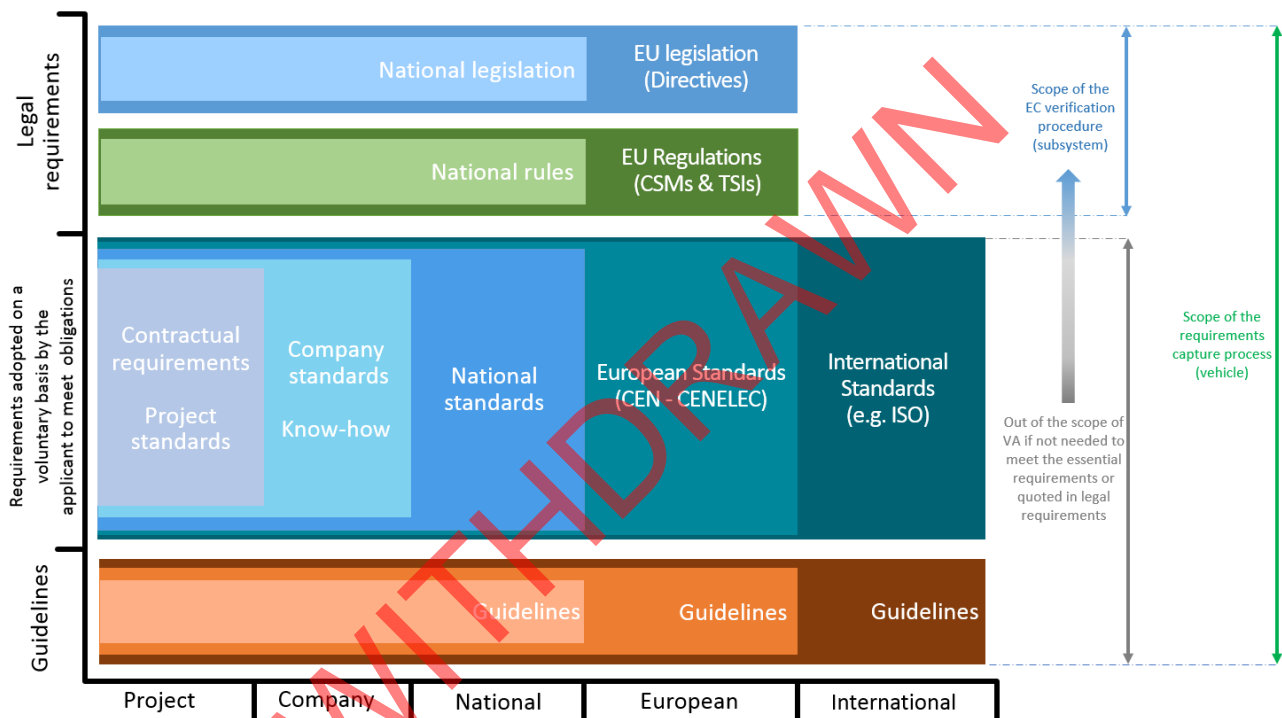 Legal
requirements
National legislation
EU legislation
(Directives)
National rules
EU Regulations
(CSMs & TSIs)
Scope of the
EC verification
procedure
(subsystem)
Requirements adopted on a
voluntary basis by the
applicant to meet obligations
Contractual
requirements
Project
standards
Company
standards
Know-how
National
standards
European Standards
(CEN - CENELEC)
International
Standards
(e.g. ISO)
Out of the scope of
VA if not needed to
meet the essential
requirements or
quoted in legal
requirements
Scope of the
requirements
capture process
(vehicle)
Guidelines
Guidelines
Guidelines
Guidelines
Project
Company
National
European
International
WITHDRAWN